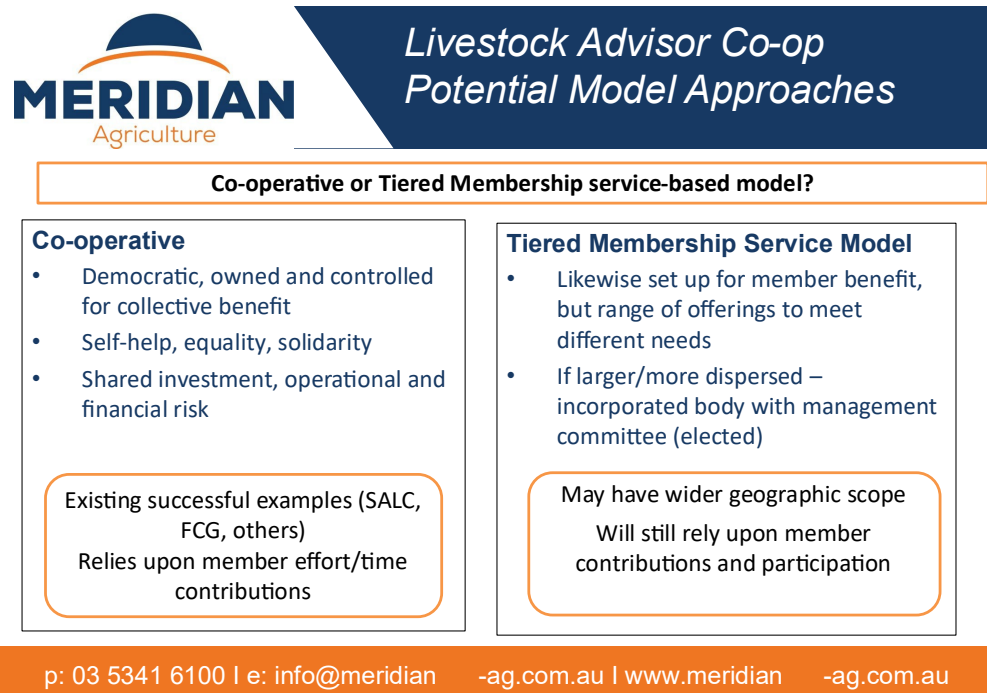 MERIDIAN
Agriculture
Livestock Advisor Co-op
Potential Model Approaches
Co-operative or Tiered Membership service-based model?
Co-operative
• Democratic, owned and controlled
for collective benefit
• Self-help, equality, solidarity
• Shared investment, operational and
financial risk
Existing successful examples (SALC,
FCG, others)
Relies upon member effort/time
contributions
Tiered Membership Service Model
• Likewise set up for member benefit,
but range of offerings to meet
different needs
• If larger/more dispersed –
incorporated body with management
committee (elected)
May have wider geographic scope
Will still rely upon member
contributions and participation
p: 03 5341 6100 I e: info@meridian -ag.com.au I www.meridian -ag.com.au